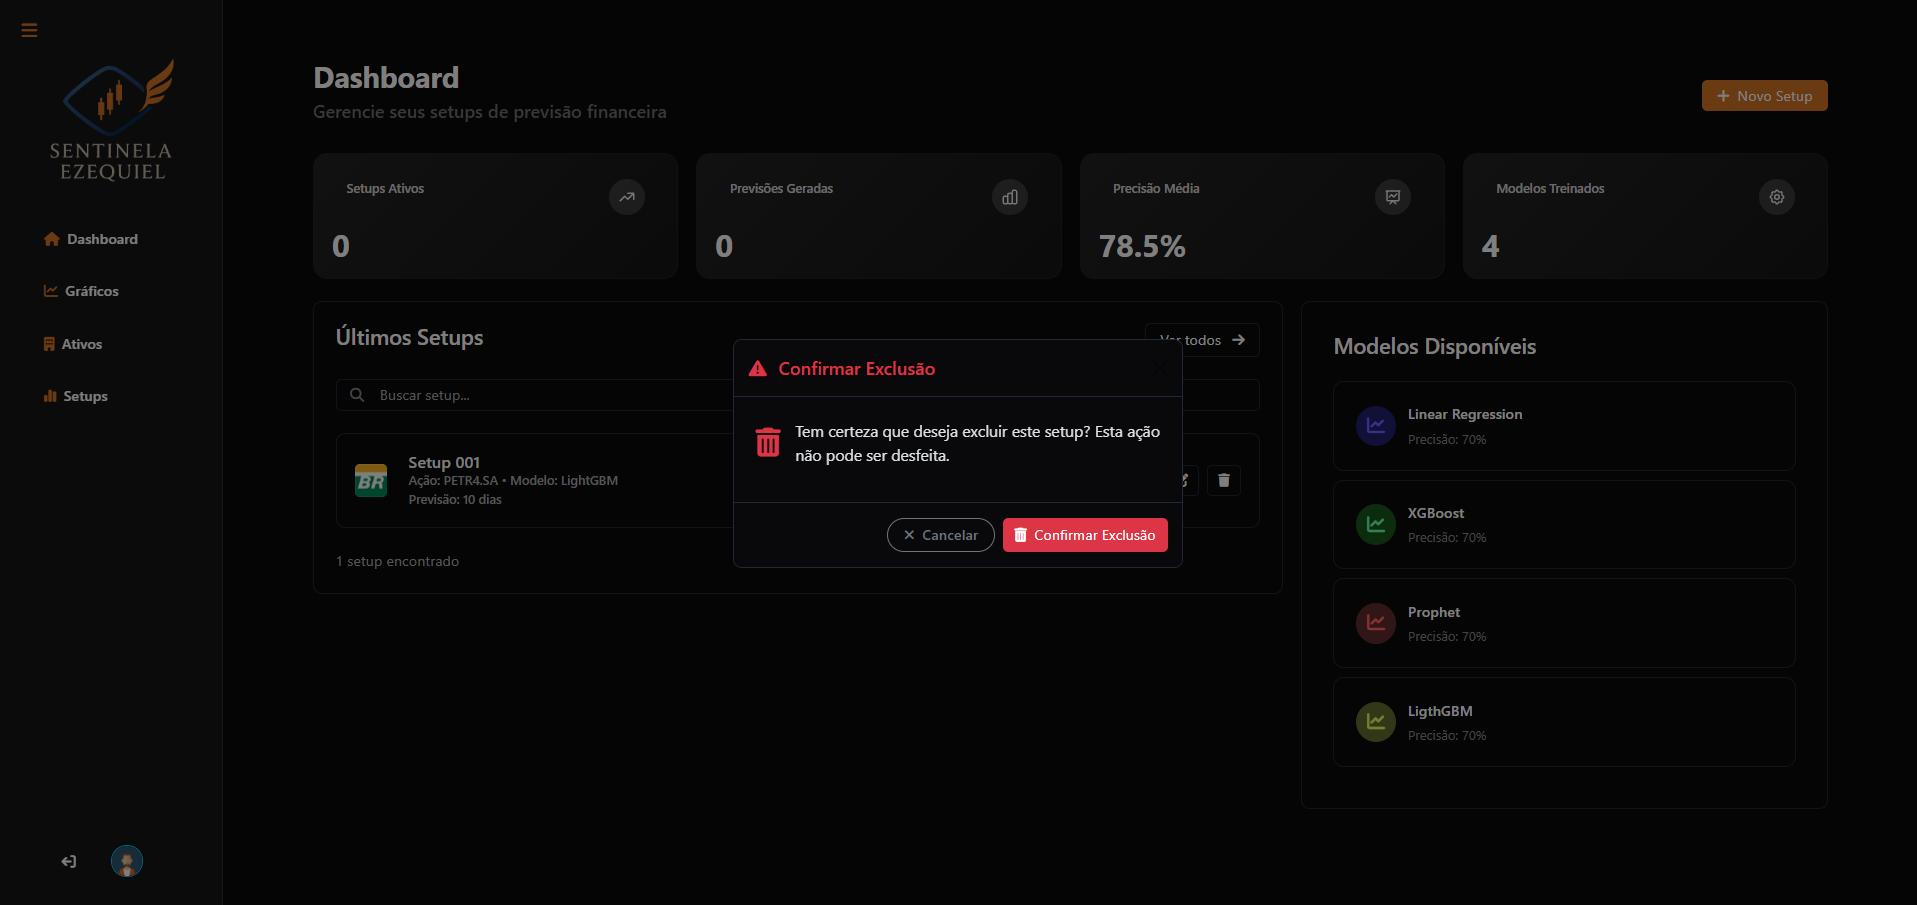 SENTINELA
EZEQUIEL
Dashboard
Gráficos
Ativos
Setups
Dashboard
Gerencie seus setups de previsão financeira
Novo Setup
Setups Ativos
0
Previsões Geradas
0
Precisão Média
78.5%
Modelos Treinados
4
Últimos Setups
Ver todos
Buscar setup...
BR
Setup 001
Ação: PETR4.SA • Modelo: LightGBM
Previsão: 10 dias
1 setup encontrado
Confirmar Exclusão
Tem certeza que deseja excluir este setup? Esta ação
não pode ser desfeita.
Cancelar
Confirmar Exclusão
Modelos Disponíveis
Linear Regression
Precisão: 70%
XGBoost
Precisão: 70%
Prophet
Precisão: 70%
LigthGBM
Precisão: 70%